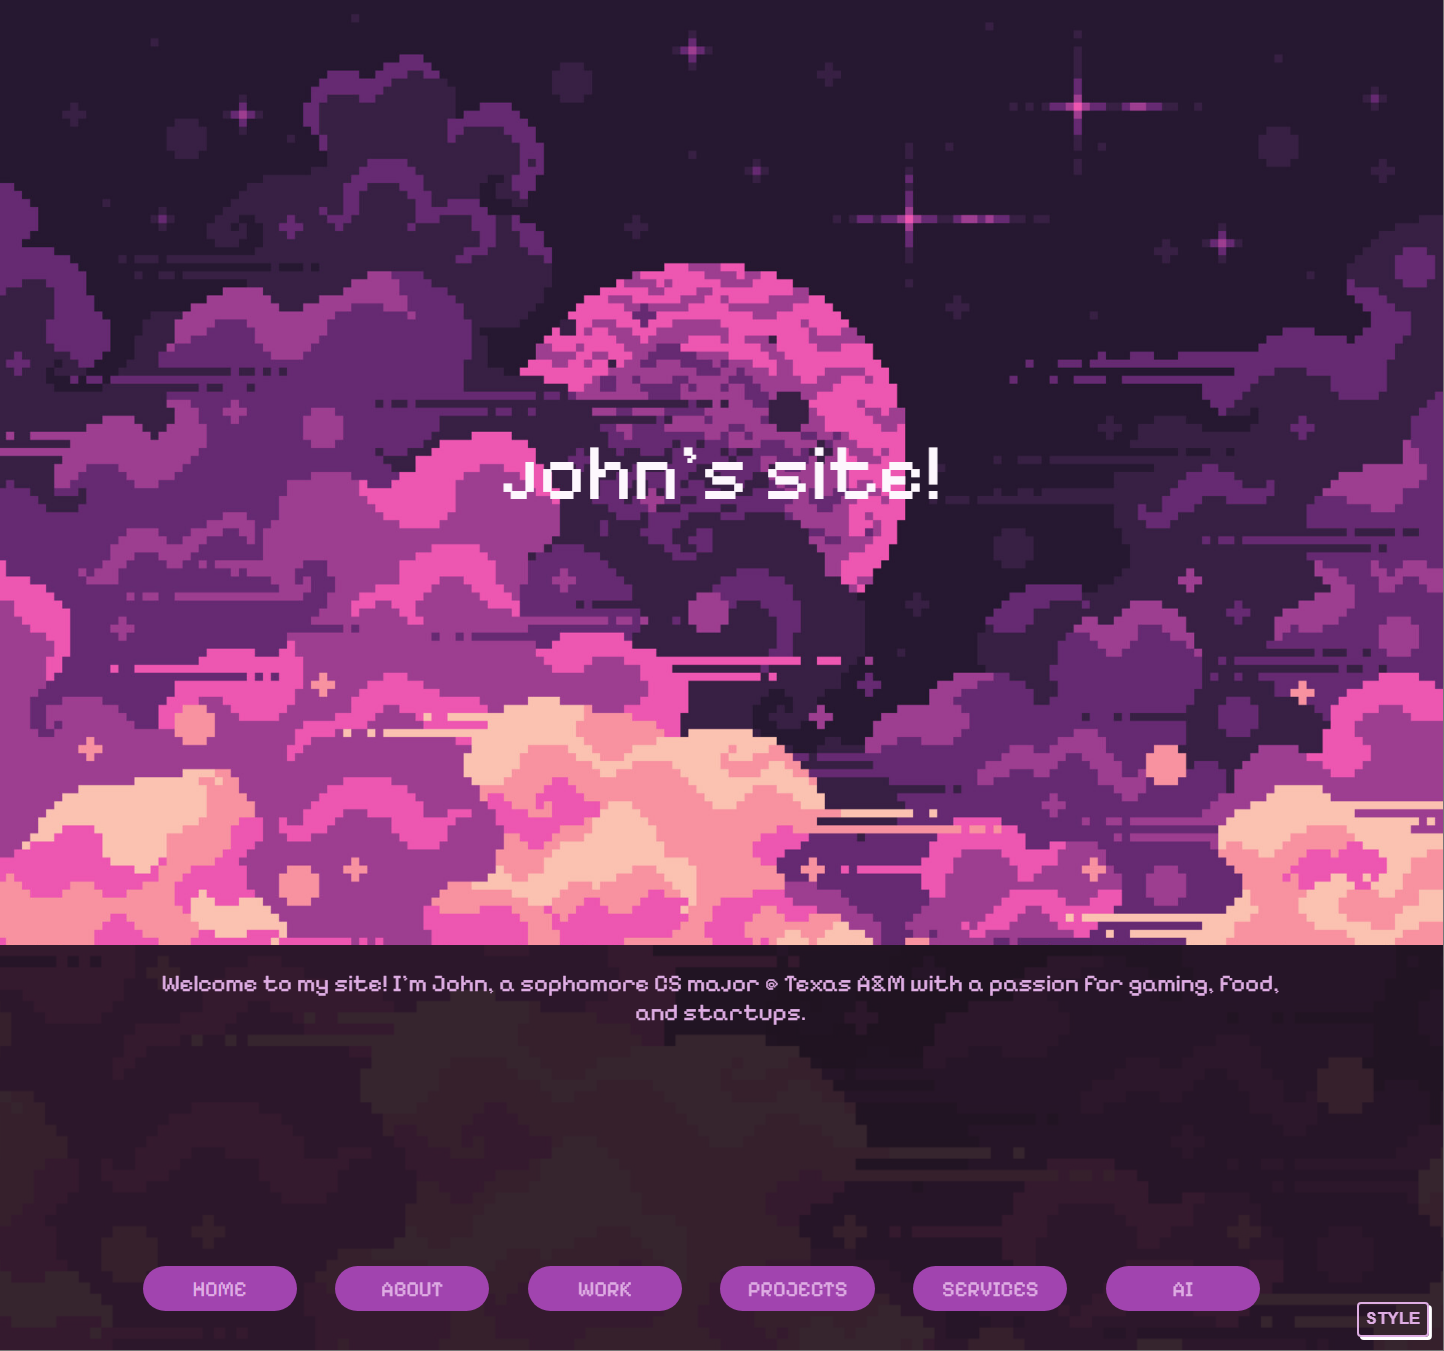 John's site!
Welcome to my site! I'm John, a sophomore CS major @ Texas A&M with a passion for gaming, food,
and startups.
HOME ABOUT WORK PROJECTS SERVICES AI
STYLE